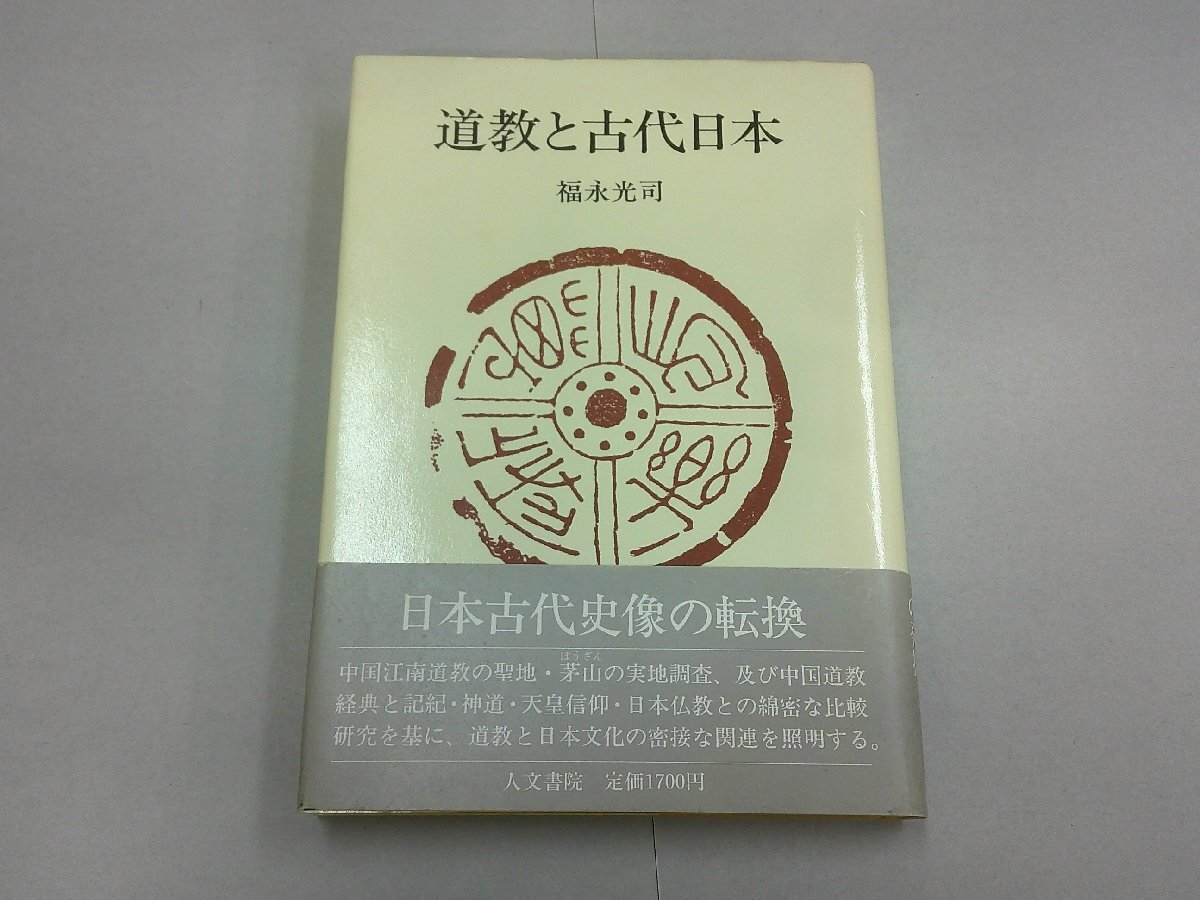 道教と古代日本
福永光司
日本古代史像の転換
ぼうざん
中国江南道教の聖地・茅山の実地調査、及び中国道教
経典と記紀・神道・天皇信仰・日本仏教との綿密な比較
研究を基に、道教と日本文化の密接な関連を照明する。
人文書院 定価1700円